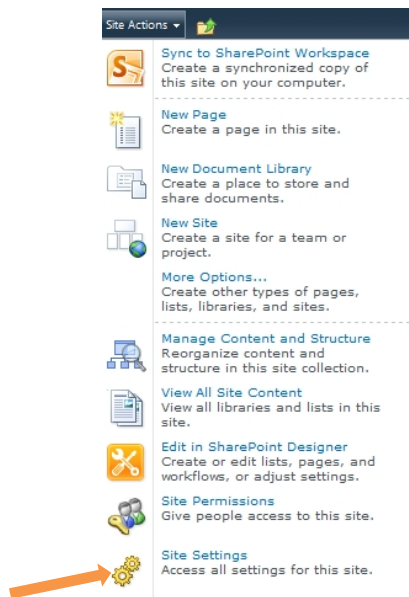 Site Actions
Sync to SharePoint Workspace
Create a synchronized copy of
this site on your computer.
New Page
Create a page in this site.
New Document Library
Create a place to store and
share documents.
New Site
Create a site for a team or
project.
More Options...
Create other types of pages,
lists, libraries, and sites.
Manage Content and Structure
Reorganize content and
structure in this site collection.
View All Site Content
View all libraries and lists in this
site.
Edit in SharePoint Designer
Create or edit lists, pages, and
workflows, or adjust settings.
Site Permissions
Give people access to this site.
Site Settings
Access all settings for this site.